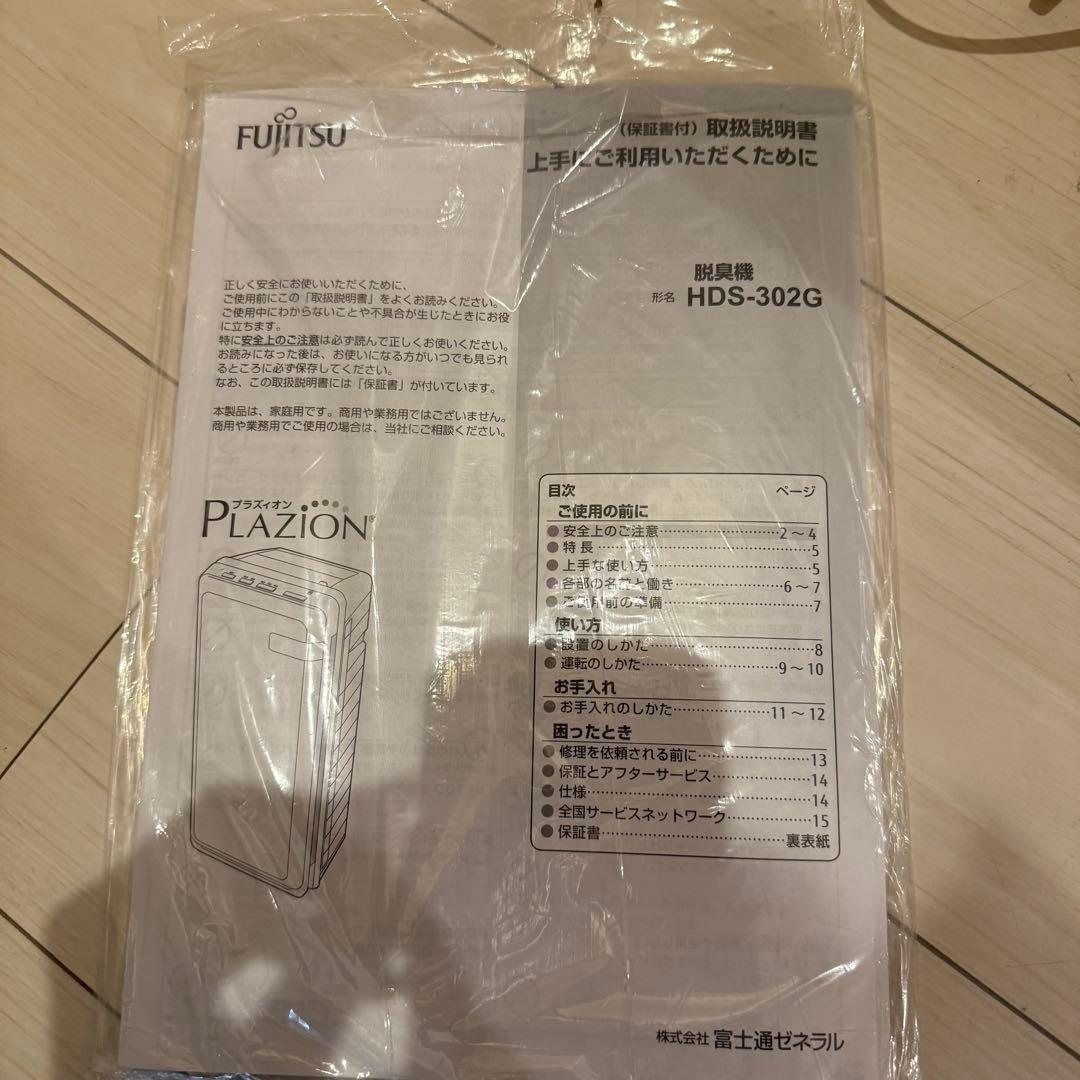 FUJITSU
(保証書付) 取扱説明書
上手にご利用いただくために
脱臭機
形名 HDS-302G
正しく安全にお使いいただくために、
ご使用前にこの「取扱説明書」をよくお読みください。
ご使用中にわからないことや不具合が生じたときにお役
に立ちます。
特に安全上のご注意は必ず読んで正しくお使いください。
お読みになった後は、お使いになる方がいつでも見られ
るところに必ず保存してください。
なお、この取扱説明書には「保証書」が付いています。
本製品は、家庭用です。商用や業務用ではございません。
商用や業務用でご使用の場合は、当社にご相談ください。
プラズィオン
PLAZION
目次 ページ
ご使用の前に
●安全上のご注意……………………2～4
●特長……………………………………5
●上手な使い方…………………………5
●各部の名前と働き………………6～7
●ご使用前の準備………………………7
使い方
●設置のしかた…………………………8
●運転のしかた……………………9～10
お手入れ
●お手入れのしかた………………11～12
困ったとき
●修理を依頼される前に………………13
●保証とアフターサービス……………14
●仕様……………………………………14
●全国サービスネットワーク…………15
●保証書…………………………裏表紙
株式会社 富士通ゼネラル